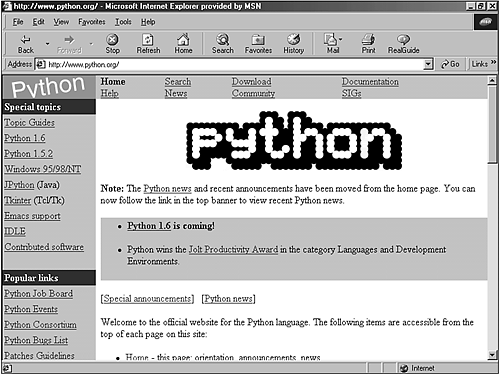 http://www.python.org/ - Microsoft Internet Explorer provided by MSN
File Edit View Favorites Tools Help
Back Forward Stop Refresh Home Search Favorites History Mail Print RealGuide
Address http://www.python.org/ Go Links »
Python
Home Search Download Documentation
Help News Community SIGs
Special topics
Topic Guides
Python 1.6
Python 1.5.2
Windows 95/98/NT
JPython (Java)
Tkinter (Tcl/Tk)
Emacs support
IDLE
Contributed software
Popular links
Python Job Board
Python Events
Python Consortium
Python Bugs List
Patches Guidelines
python
Note: The Python news and recent announcements have been moved from the home page. You can
now follow the link in the top banner to view recent Python news.
• Python 1.6 is coming!
• Python wins the Jolt Productivity Award in the category Languages and Development
Environments.
[Special announcements] [Python news]
Welcome to the official website for the Python language. The following items are accessible from the
top of each page on this site:
• Home - this page: orientation, announcements, news
Internet